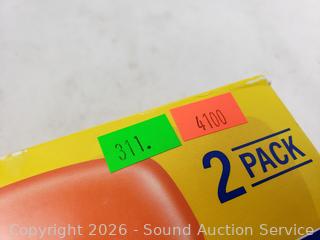 4100
311.
2 PACK
Copyright 2026 - Sound Auction Service